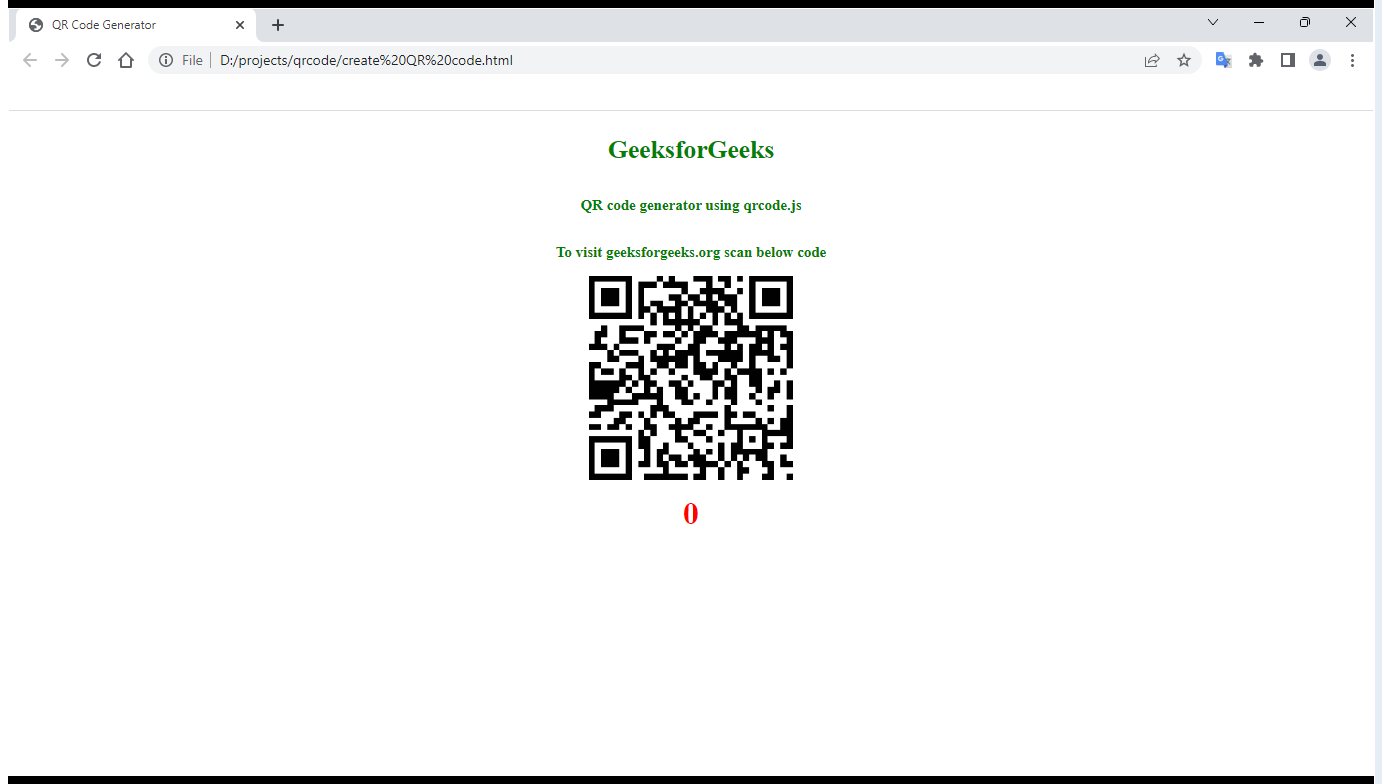 QR Code Generator
File D:/projects/qrcode/create%20QR%20code.html
GeeksforGeeks
QR code generator using qrcode.js
To visit geeksforgeeks.org scan below code
0